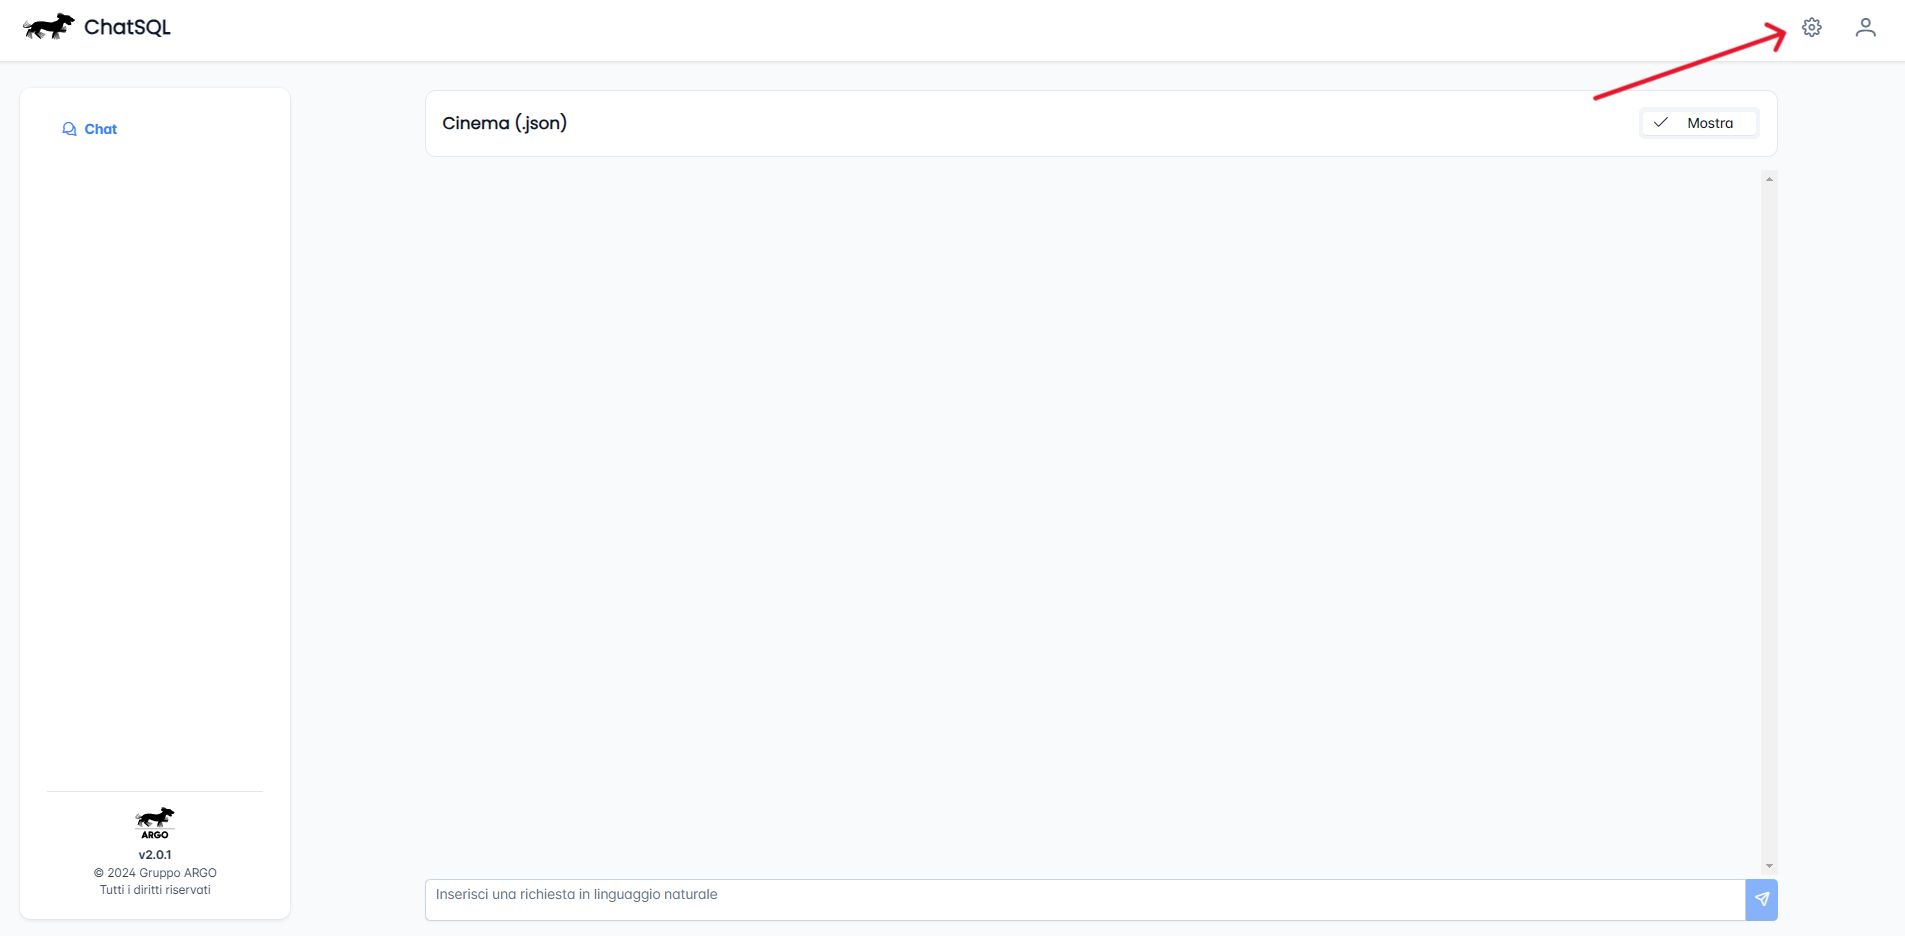 ChatSQL
Chat
Cinema (.json)
Mostra
ARGO
v2.0.1
© 2024 Gruppo ARGO
Tutti i diritti riservati
Inserisci una richiesta in linguaggio naturale